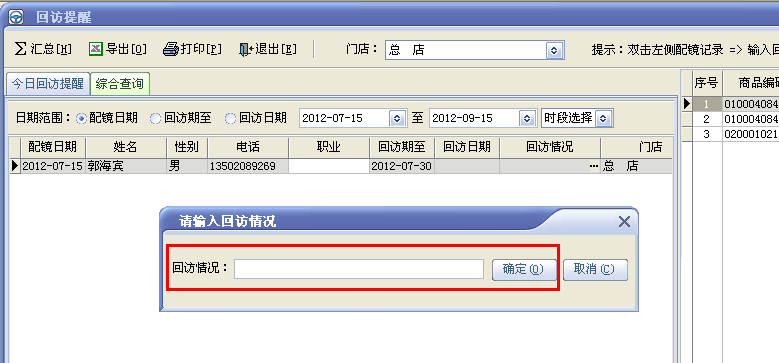 回访提醒
Σ汇总[H] 导出[O] 打印[P] 退出[E] 门店： 总 店 提示：双击左侧配镜记录 => 输入回
今日回访提醒 综合查询 序号 商品编码
日期范围： 配镜日期 回访期至 回访日期 2012-07-15 至 2012-09-15 时段选择
1 010004084
2 010004084
3 020001021
配镜日期 姓名 性别 电话 职业 回访期至 回访日期 回访情况 门店
2012-07-15 郭海宾 男 13502089269 2012-07-30 ... 总 店
请输入回访情况
回访情况： 确定(O) 取消(C)